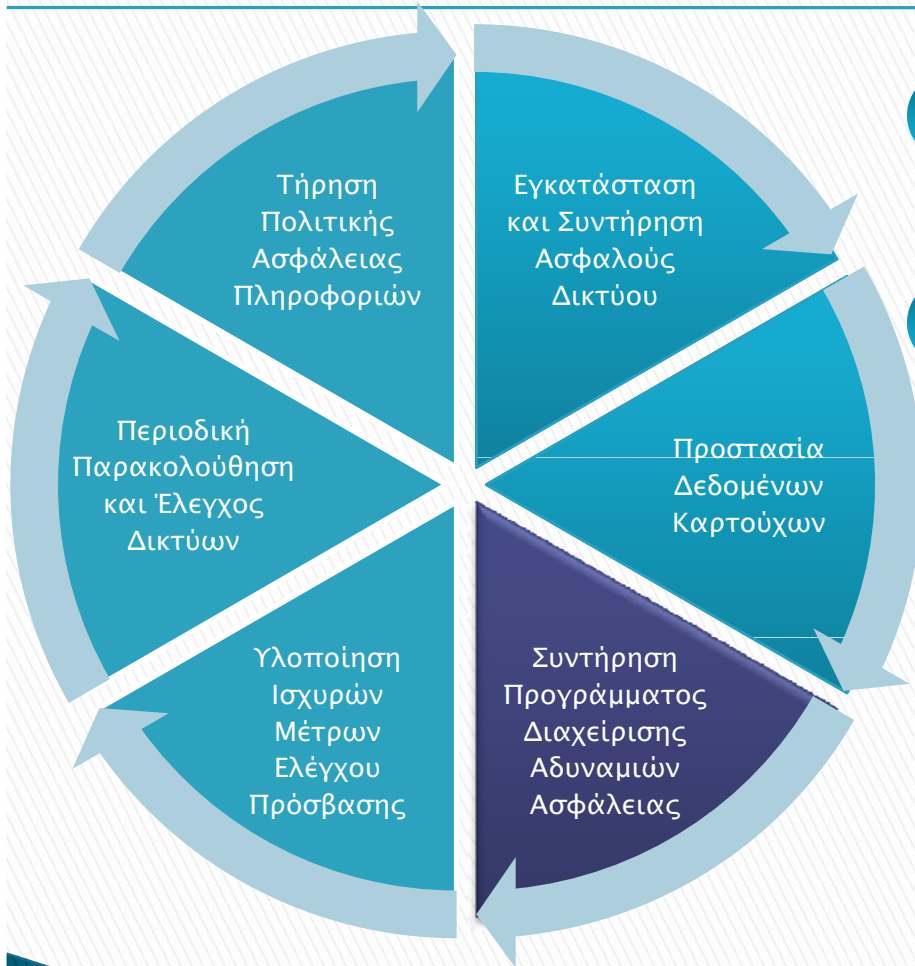 Τήρηση
Πολιτικής
Ασφάλειας
Πληροφοριών
Εγκατάσταση
και Συντήρηση
Ασφαλούς
Δικτύου
Προστασία
Δεδομένων
Καρτούχων
Συντήρηση
Προγράμματος
Διαχείρισης
Αδυναμιών
Ασφάλειας
Υλοποίηση
Ισχυρών
Μέτρων
Ελέγχου
Πρόσβασης
Περιοδική
Παρακολούθηση
και Έλεγχος
Δικτύων